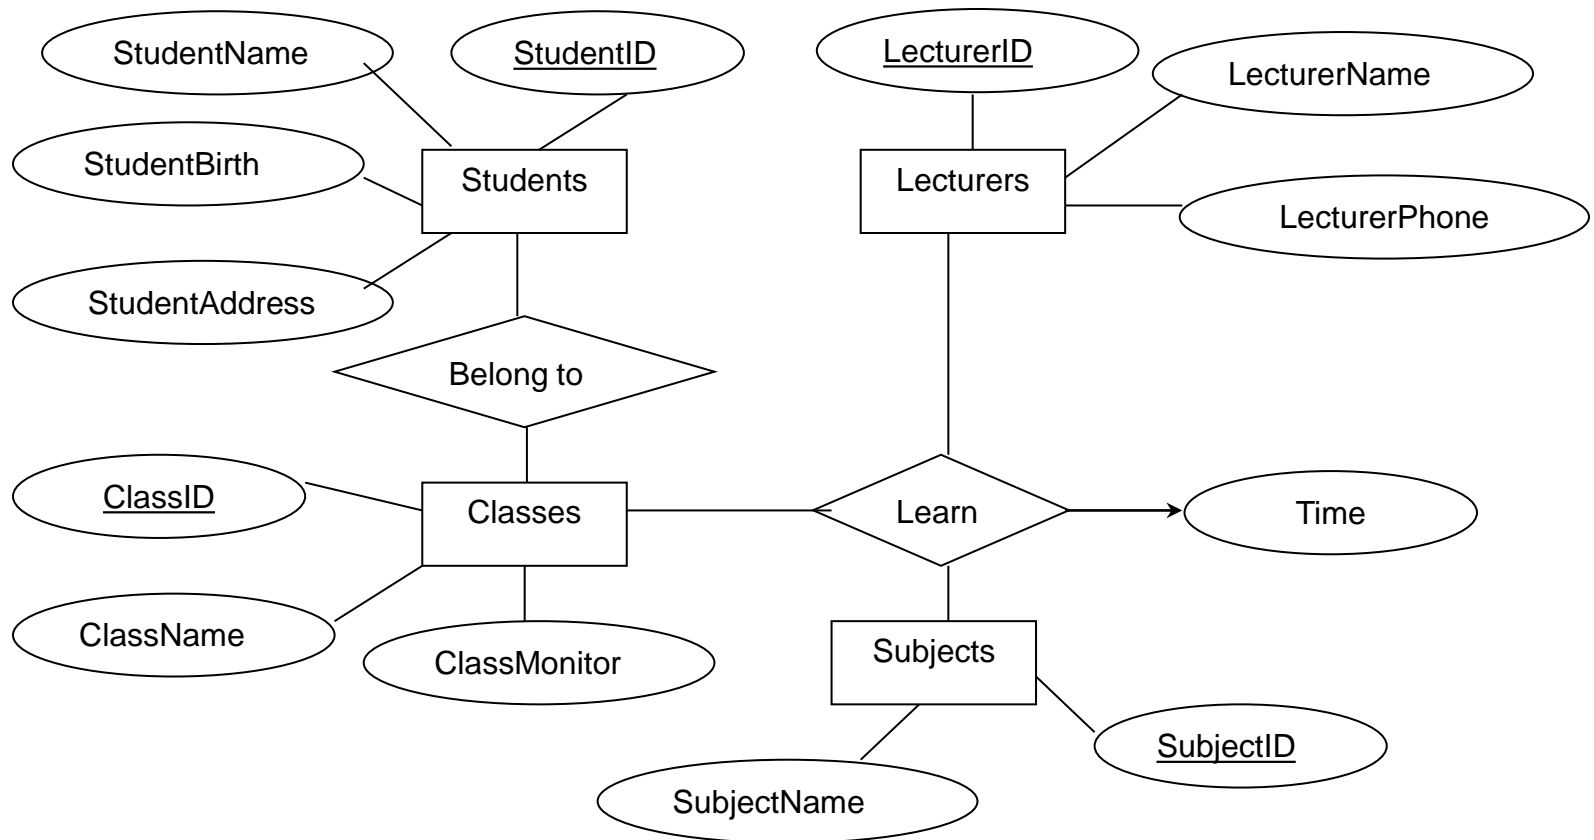 StudentName
StudentID
LecturerID
LecturerName
StudentBirth
Students
Lecturers
LecturerPhone
StudentAddress
Belong to
ClassID
Classes
Learn
Time
ClassName
ClassMonitor
Subjects
SubjectID
SubjectName